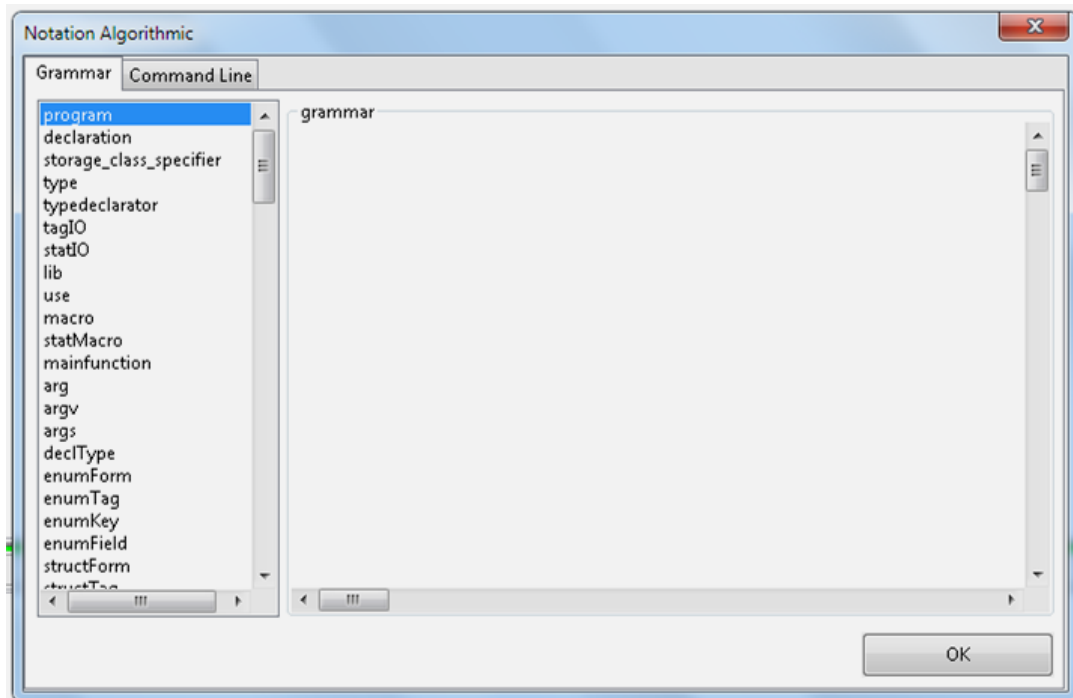 Notation Algorithmic
Grammar Command Line
program
declaration
storage_class_specifier
type
typedeclarator
tagIO
statIO
lib
use
macro
statMacro
mainfunction
arg
argv
args
declType
enumForm
enumTag
enumKey
enumField
structForm
structTag
grammar
OK